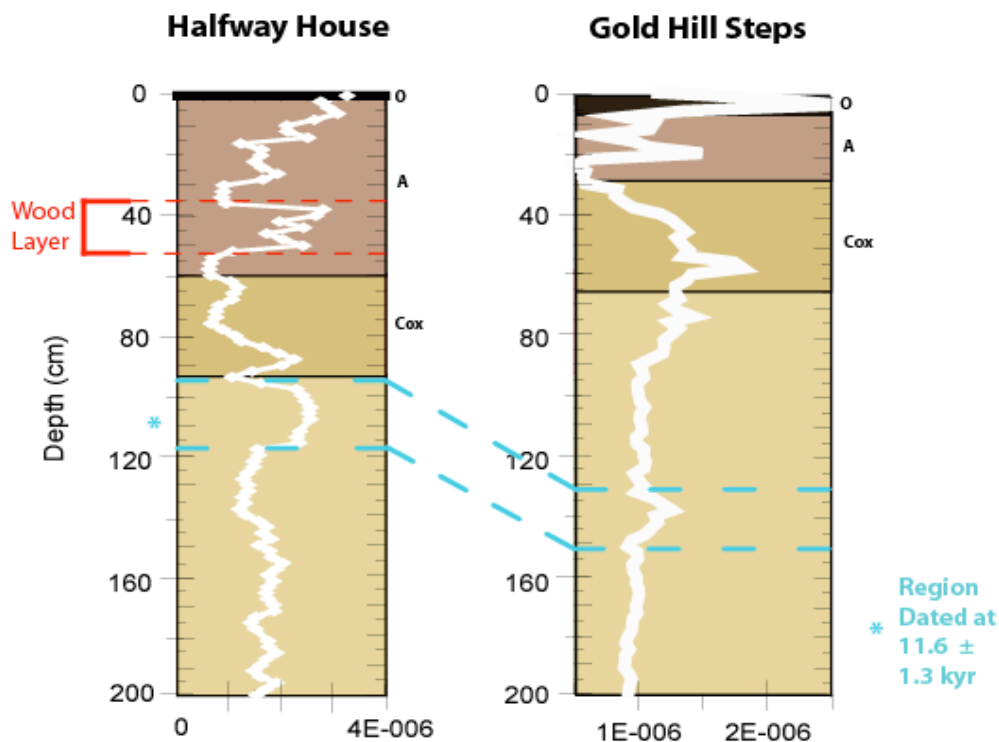 Halfway House
Gold Hill Steps
Depth (cm)
0
40
80
120
160
200
O
A
Cox
Wood
Layer
*
0
4E-006
0
40
80
120
160
200
O
A
Cox
1E-006
2E-006
*
Region
Dated at
11.6 ±
1.3 kyr